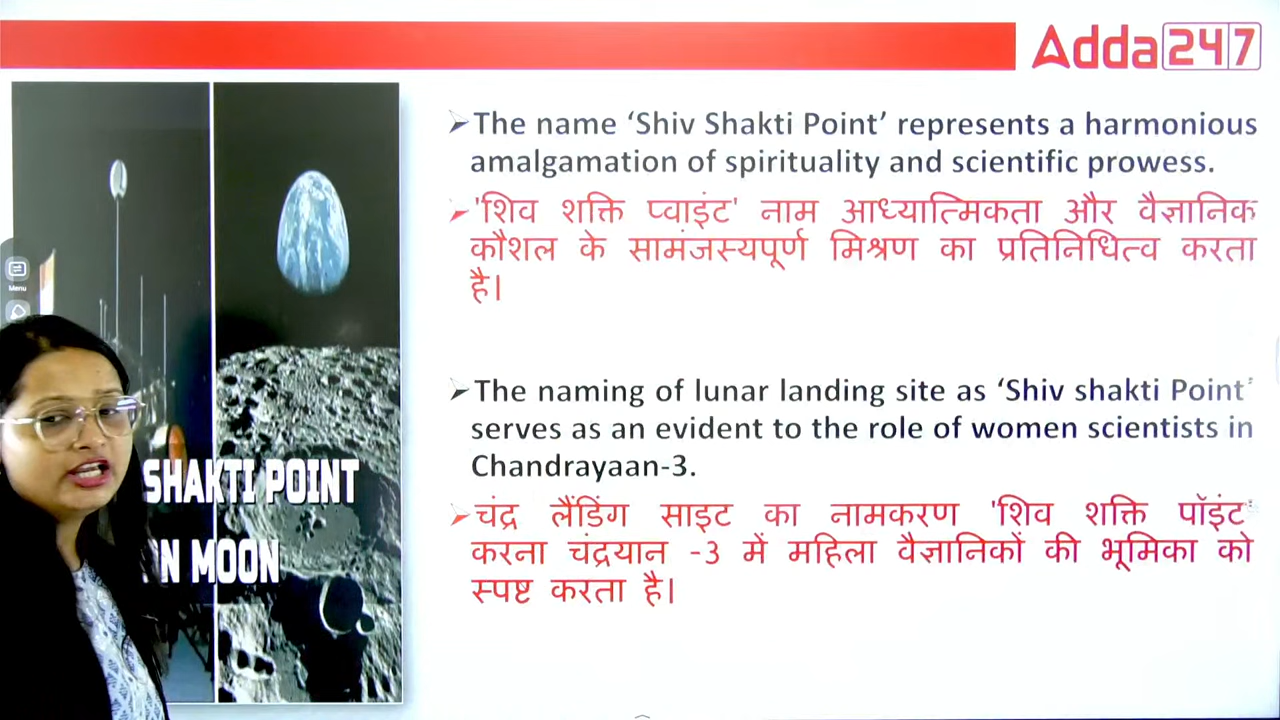 Adda247
The name ‘Shiv Shakti Point’ represents a harmonious
amalgamation of spirituality and scientific prowess.
'शिव शक्ति प्वाइंट' नाम आध्यात्मिकता और वैज्ञानिक
कौशल के सामंजस्यपूर्ण मिश्रण का प्रतिनिधित्व करता
है।
Menu
The naming of lunar landing site as ‘Shiv shakti Point’
serves as an evident to the role of women scientists in
Chandrayaan-3.
SHAKTI POINT
N MOON
चंद्र लैंडिंग साइट का नामकरण 'शिव शक्ति पॉइंट'
करना चंद्रयान -3 में महिला वैज्ञानिकों की भूमिका को
स्पष्ट करता है।